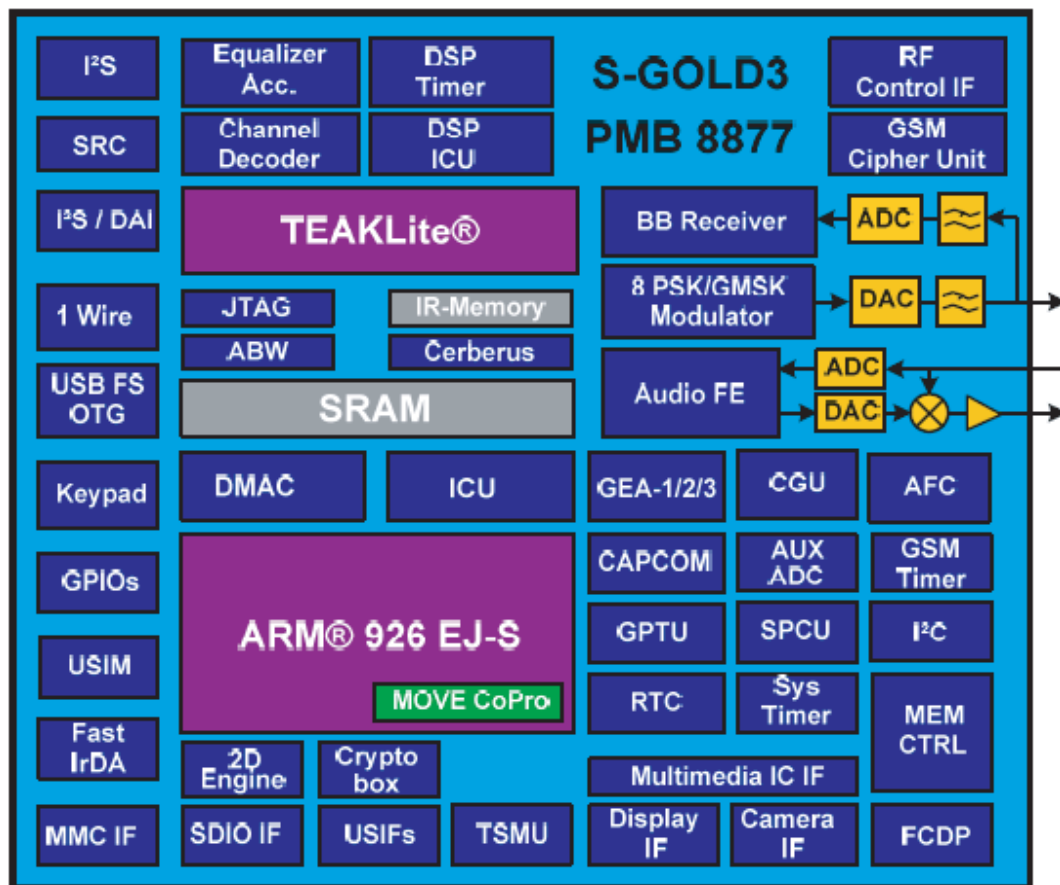 I²S
Equalizer
Acc.
DSP
Timer
S-GOLD3
RF
Control IF
SRC
Channel
Decoder
DSP
ICU
PMB 8877
GSM
Cipher Unit
I²S / DAI
TEAKLite®
BB Receiver
ADC
1 Wire
JTAG
IR-Memory
8 PSK/GMSK
Modulator
DAC
ABW
Cerberus
USB FS
OTG
SRAM
Audio FE
ADC
DAC
Keypad
DMAC
ICU
GEA-1/2/3
CGU
AFC
GPIOs
ARM® 926 EJ-S
MOVE CoPro
CAPCOM
AUX
ADC
GSM
Timer
USIM
GPTU
SPCU
I²C
Fast
IrDA
RTC
Sys
Timer
MEM
CTRL
2D
Engine
Crypto
box
Multimedia IC IF
MMC IF
SDIO IF
USIFs
TSMU
Display
IF
Camera
IF
FCDP